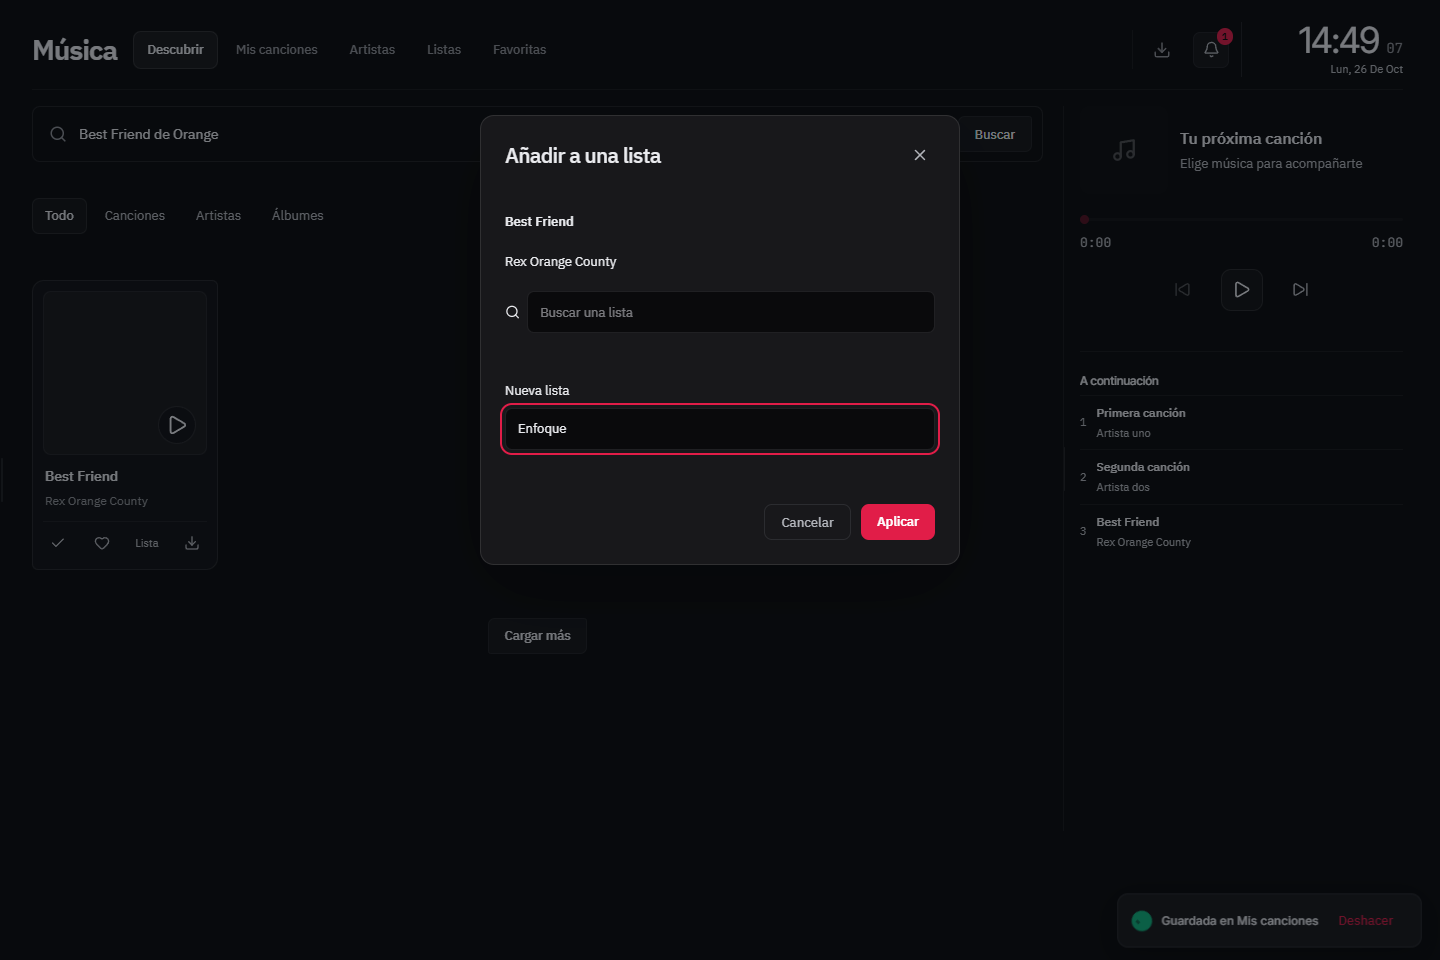 Música
Descubrir
Mis canciones
Artistas
Listas
Favoritas
1
14:49 07
Lun, 26 De Oct
Best Friend de Orange
Buscar
Todo
Canciones
Artistas
Álbumes
Best Friend
Rex Orange County
Lista
Cargar más
Añadir a una lista
Best Friend
Rex Orange County
Buscar una lista
Nueva lista
Enfoque
Cancelar
Aplicar
Tu próxima canción
Elige música para acompañarte
0:00
0:00
A continuación
1
Primera canción
Artista uno
2
Segunda canción
Artista dos
3
Best Friend
Rex Orange County
Guardada en Mis canciones
Deshacer